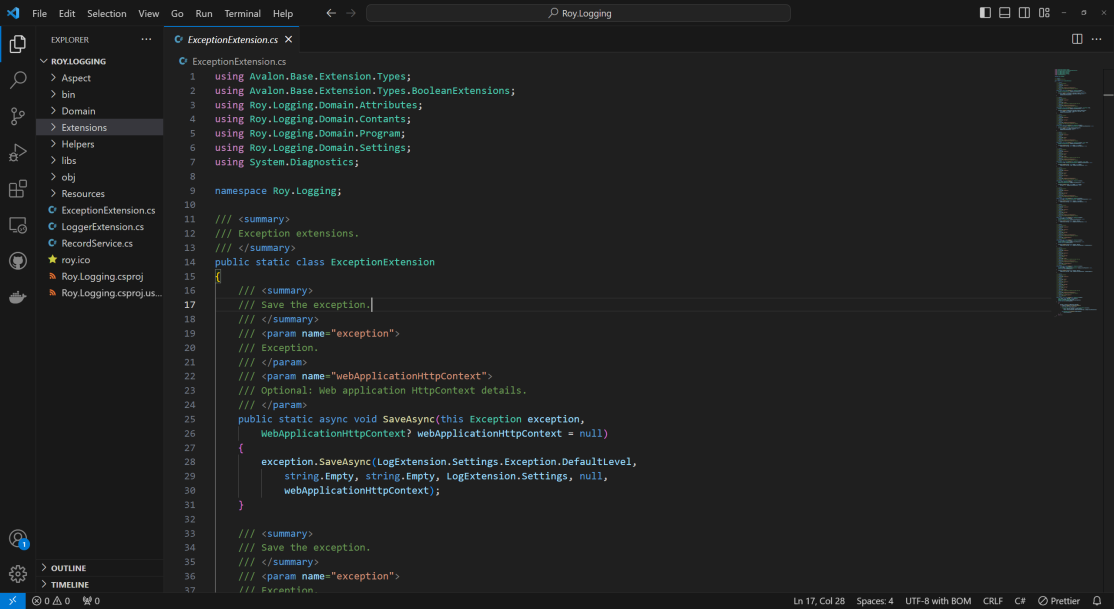 File Edit Selection View Go Run Terminal Help
Roy.Logging
EXPLORER
ROY.LOGGING
Aspect
bin
Domain
Extensions
Helpers
libs
obj
Resources
ExceptionExtension.cs
LoggerExtension.cs
RecordService.cs
roy.ico
Roy.Logging.csproj
Roy.Logging.csproj.us...
OUTLINE
TIMELINE
1
ExceptionExtension.cs
ExceptionExtension.cs
1 using Avalon.Base.Extension.Types;
2 using Avalon.Base.Extension.Types.BooleanExtensions;
3 using Roy.Logging.Domain.Attributes;
4 using Roy.Logging.Domain.Contants;
5 using Roy.Logging.Domain.Program;
6 using Roy.Logging.Domain.Settings;
7 using System.Diagnostics;
8
9 namespace Roy.Logging;
10
11 /// <summary>
12 /// Exception extensions.
13 /// </summary>
14 public static class ExceptionExtension
15 {
16 /// <summary>
17 /// Save the exception.
18 /// </summary>
19 /// <param name="exception">
20 /// Exception.
21 /// </param>
22 /// <param name="webApplicationHttpContext">
23 /// Optional: Web application HttpContext details.
24 /// </param>
25 public static async void SaveAsync(this Exception exception,
26 WebApplicationHttpContext? webApplicationHttpContext = null)
27 {
28 exception.SaveAsync(LogExtension.Settings.Exception.DefaultLevel,
29 string.Empty, string.Empty, LogExtension.Settings, null,
30 webApplicationHttpContext);
31 }
32
33 /// <summary>
34 /// Save the exception.
35 /// </summary>
36 /// <param name="exception">
37 /// Exception.
0 0 0 Ln 17, Col 28 Spaces: 4 UTF-8 with BOM CRLF C# Prettier